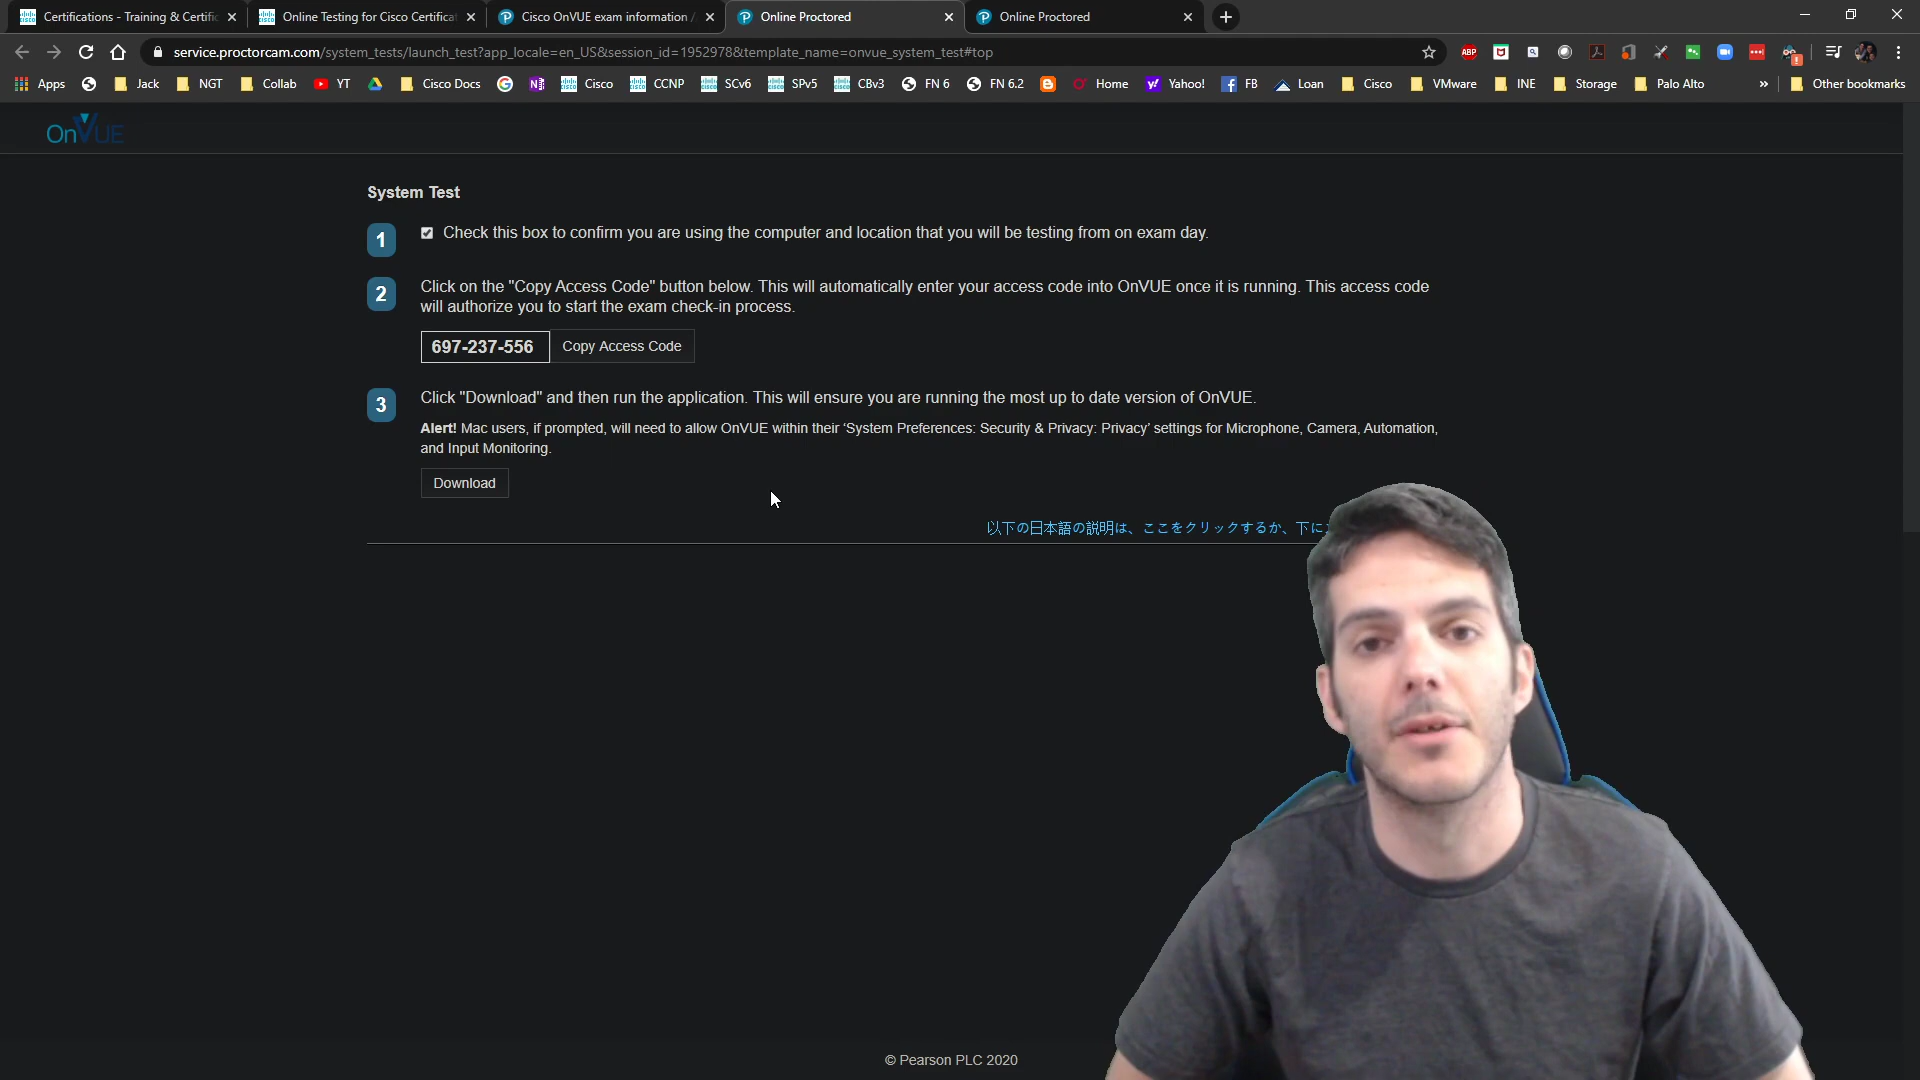 Certifications - Training & Certific
Online Testing for Cisco Certificat
Cisco OnVUE exam information /
Online Proctored
Online Proctored
service.proctorcam.com/system_tests/launch_test?app_locale=en_US&session_id=1952978&template_name=onvue_system_test#top
ABP
Apps
Jack
NGT
Collab
YT
Cisco Docs
Cisco
CCNP
SCv6
SPv5
CBv3
FN 6
FN 6.2
Home
Yahoo!
FB
Loan
Cisco
VMware
INE
Storage
Palo Alto
»
Other bookmarks
OnVUE
System Test
1
Check this box to confirm you are using the computer and location that you will be testing from on exam day.
2
Click on the "Copy Access Code" button below. This will automatically enter your access code into OnVUE once it is running. This access code
will authorize you to start the exam check-in process.
697-237-556
Copy Access Code
3
Click "Download" and then run the application. This will ensure you are running the most up to date version of OnVUE.
Alert! Mac users, if prompted, will need to allow OnVUE within their 'System Preferences: Security & Privacy: Privacy' settings for Microphone, Camera, Automation,
and Input Monitoring.
Download
以下の日本語の説明は、ここをクリックするか、下に
© Pearson PLC 2020